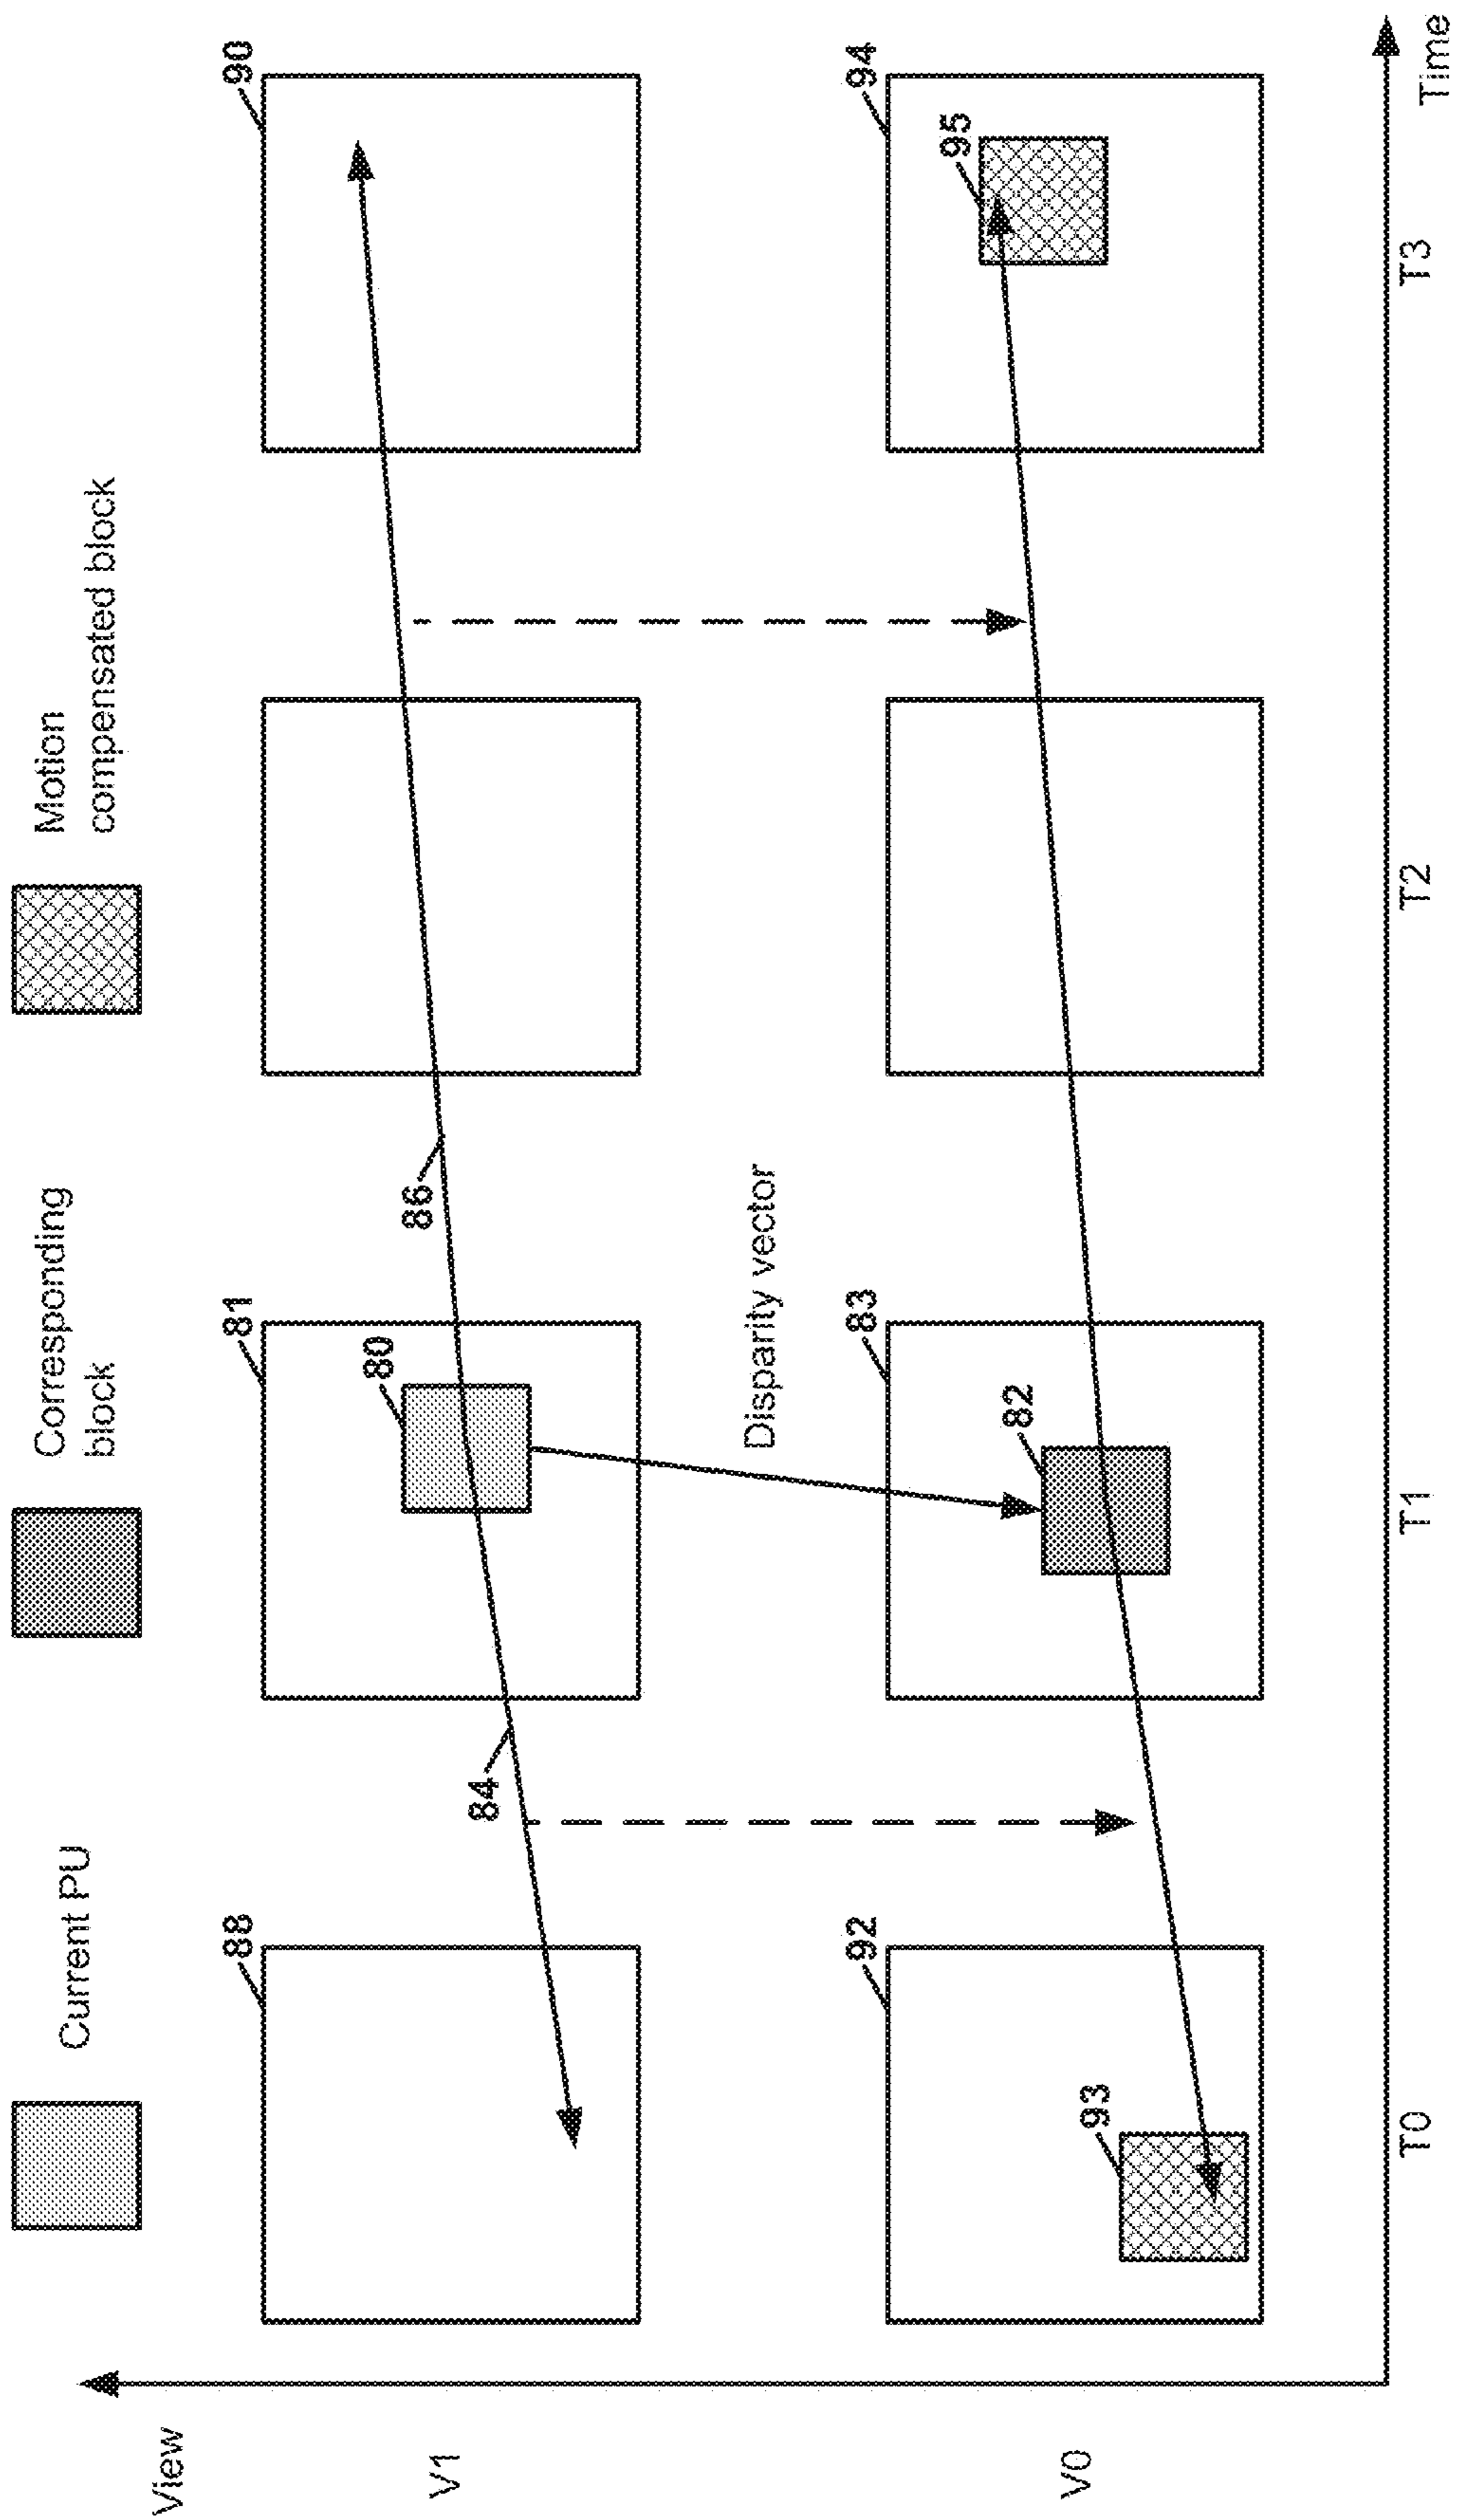 Current PU
Corresponding
block
Motion
compensated block
View
V1
88
84
81
80
86
90
Disparity vector
V0
92
93
83
82
94
95
T0
T1
T2
T3
Time